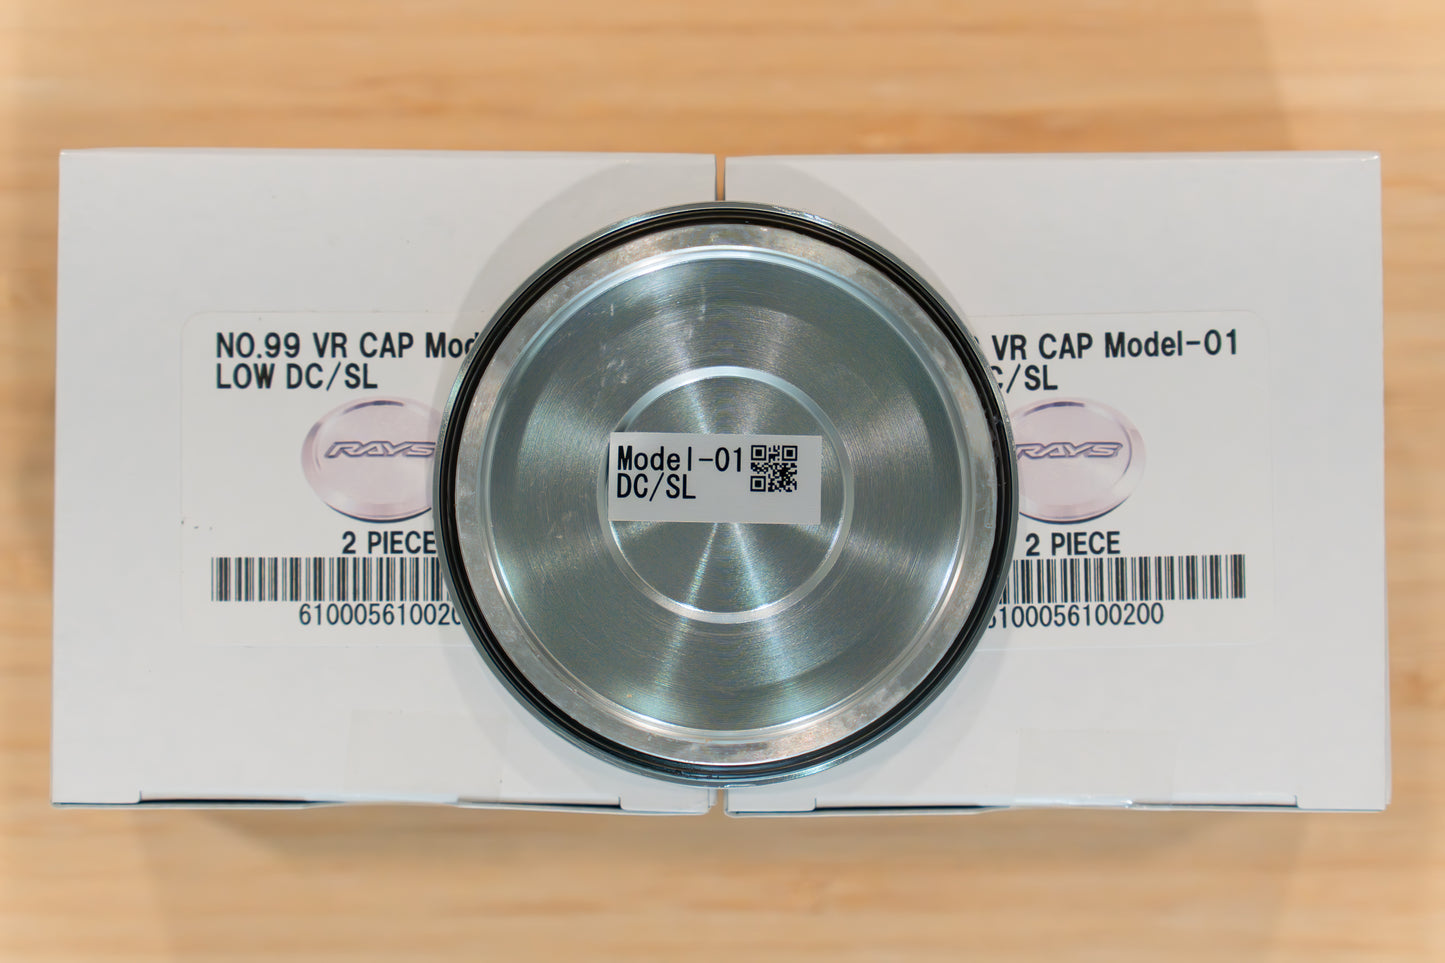 NO.99 VR CAP Mod
LOW DC/SL
RAYS
2 PIECE
61000561002
Model-01
DC/SL
VR CAP Model-01
/SL
RAYS
2 PIECE
6100056100200